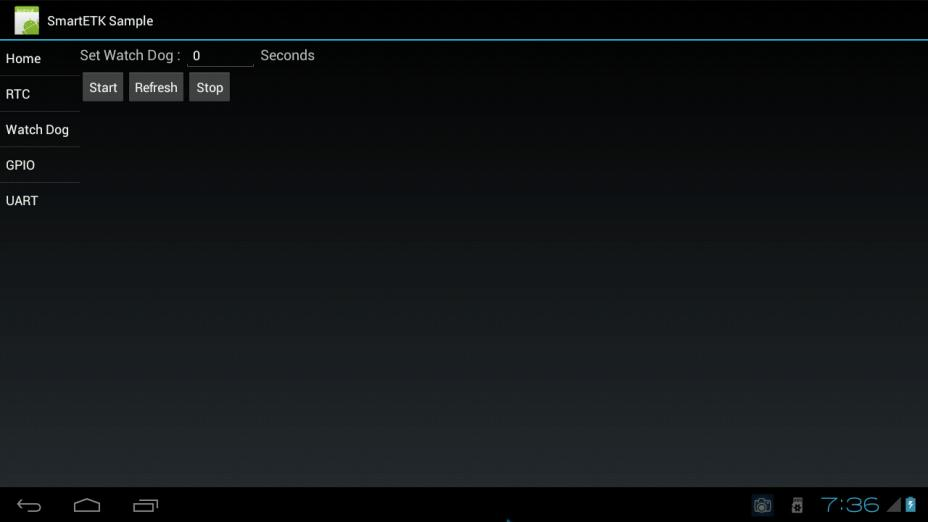 SmartETK Sample
Home
Set Watch Dog : 0 Seconds
Start Refresh Stop
RTC
Watch Dog
GPIO
UART
7:36